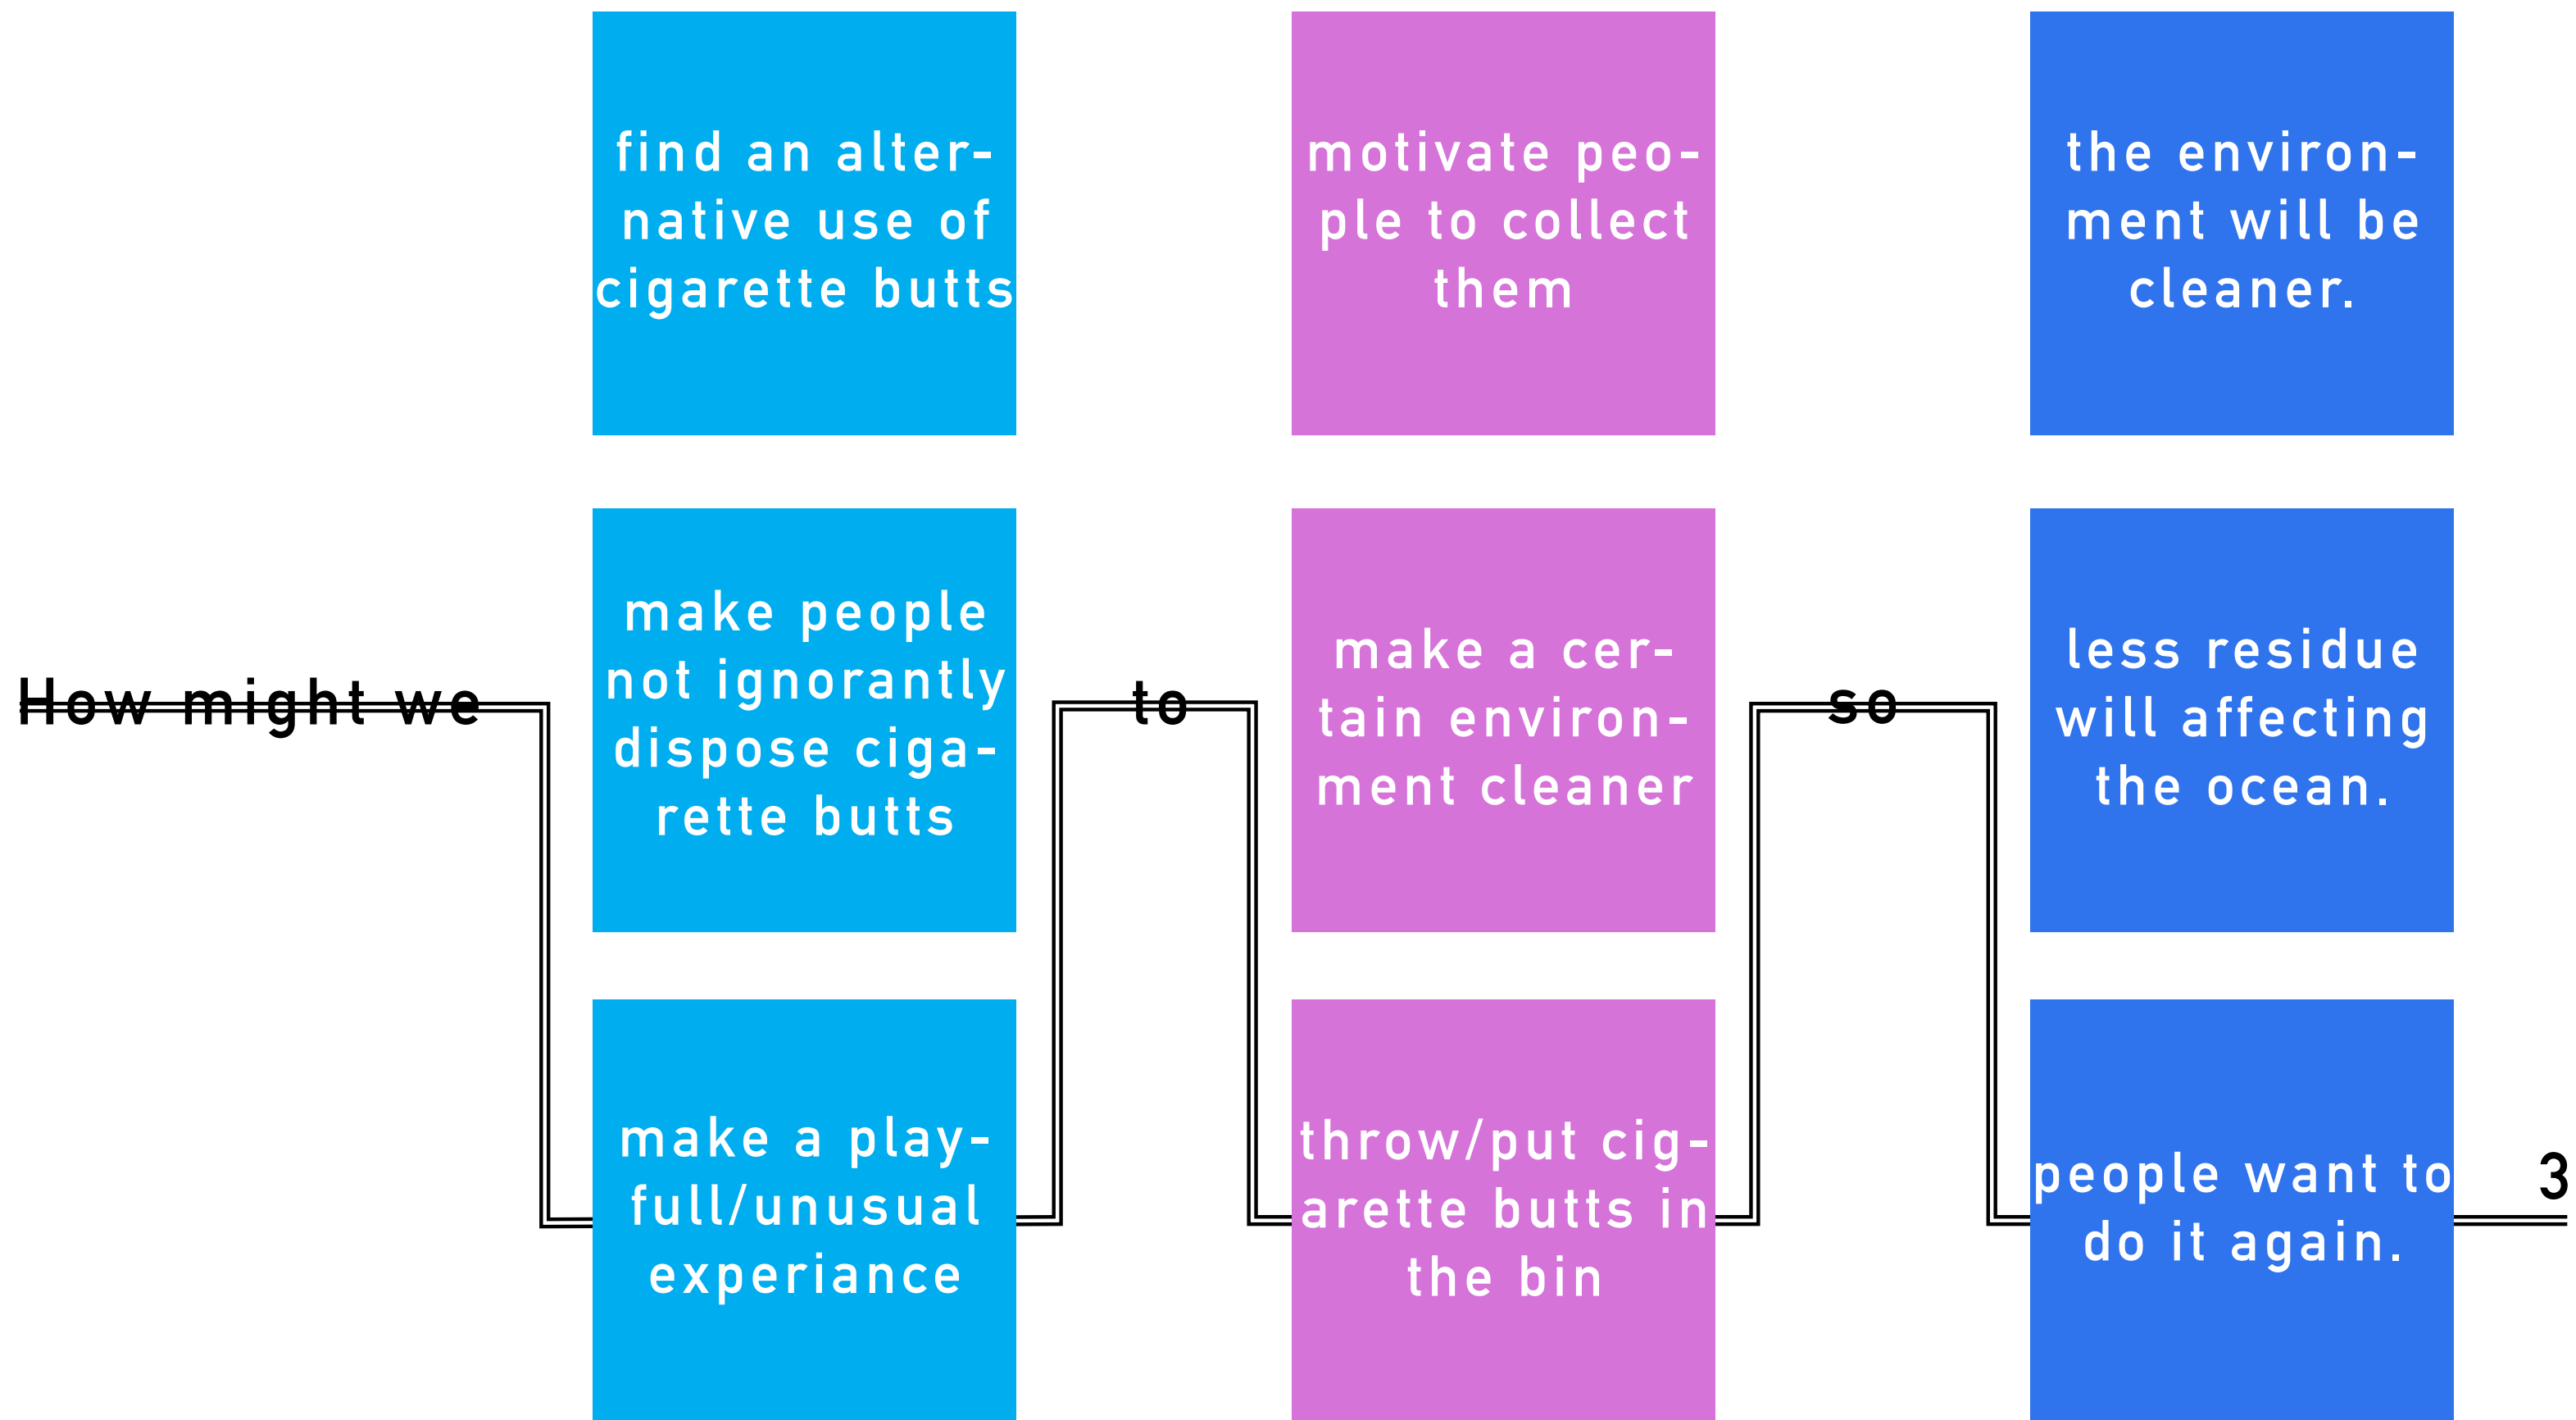 find an alter-
native use of
cigarette butts
motivate peo-
ple to collect
them
the environ-
ment will be
cleaner.
How might we
make people
not ignorantly
dispose ciga-
rette butts
to
make a cer-
tain environ-
ment cleaner
so
less residue
will affecting
the ocean.
make a play-
full/unusual
experiance
throw/put cig-
arette butts in
the bin
people want to
do it again.
3